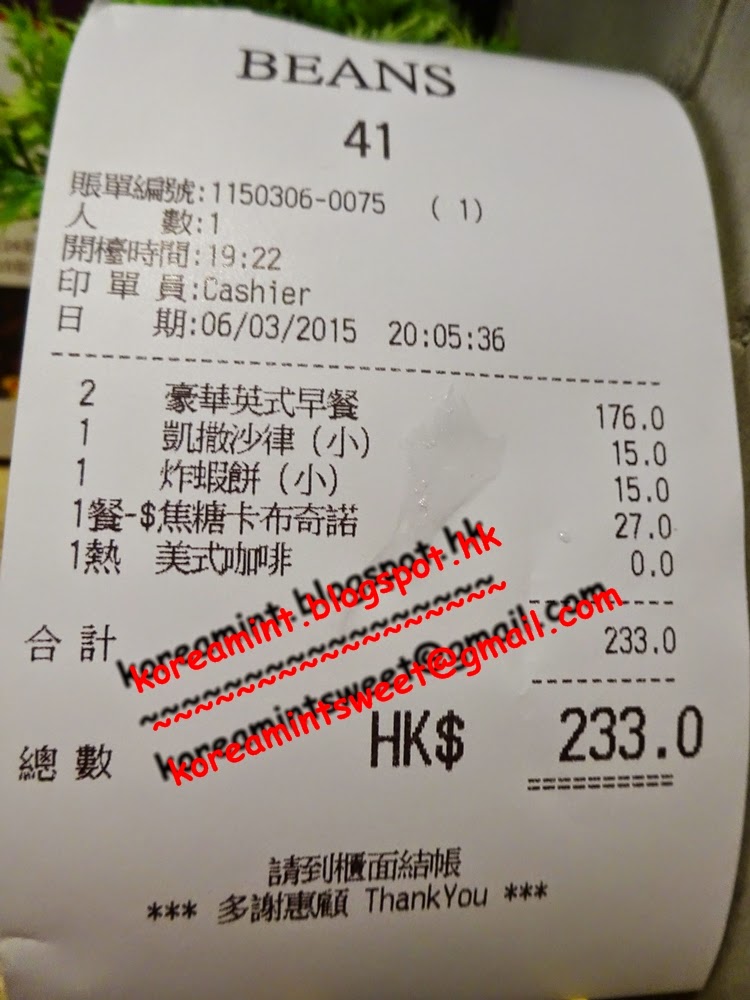 BEANS
41
賬單編號:1150306-0075 ( 1)
人 數:1
開檯時間:19:22
印 單 員:Cashier
日 期:06/03/2015 20:05:36
2 豪華英式早餐 176.0
1 凱撒沙律 (小) 15.0
1 炸蝦餅 (小) 15.0
1餐-$焦糖卡布奇諾 27.0
1熱 美式咖啡 0.0
koreamint.blogspot.hk
~~~~~~~~~~~~~~~~~~
koreamintsweet@gmail.com
合 計 233.0
總 數 HK$ 233.0
請到櫃面結帳
*** 多謝惠顧 ThankYou ***